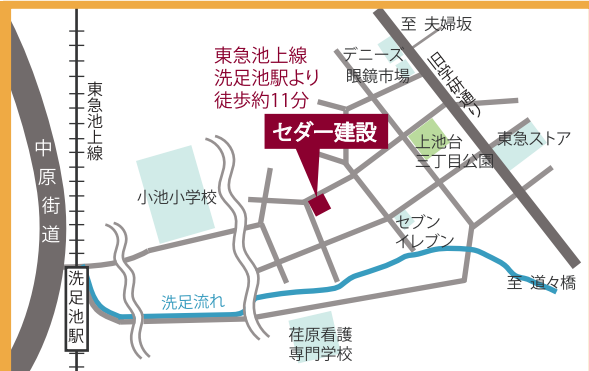 至 夫婦坂
デニーズ
眼鏡市場
旧学研通り
東急池上線
洗足池駅より
徒歩約11分
セダー建設
東急池上線
中原街道
上池台
三丁目公園
東急ストア
小池小学校
セブン
イレブン
至 道々橋
洗足池駅
洗足流れ
荏原看護
専門学校